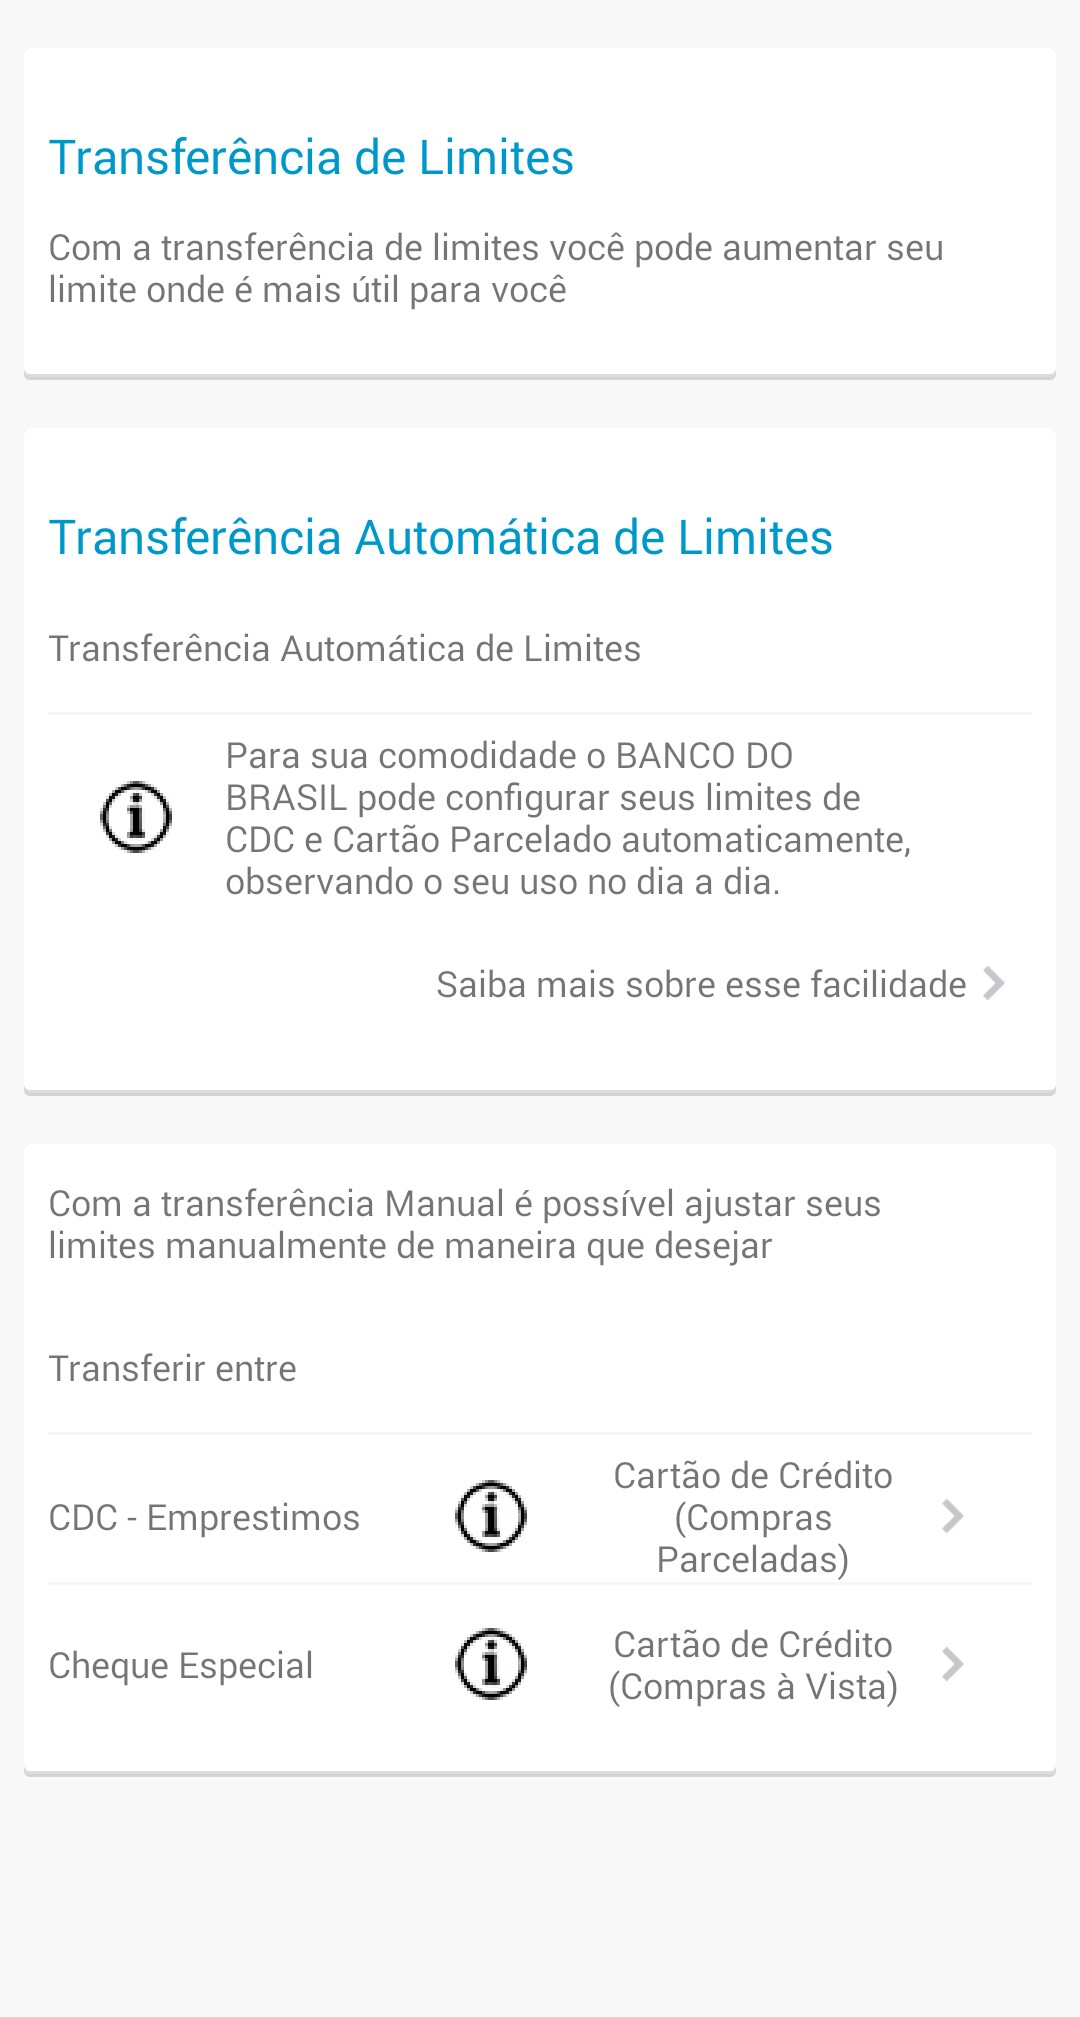 Transferência de Limites
Com a transferência de limites você pode aumentar seu
limite onde é mais útil para você
Transferência Automática de Limites
Transferência Automática de Limites
Para sua comodidade o BANCO DO
BRASIL pode configurar seus limites de
CDC e Cartão Parcelado automaticamente,
observando o seu uso no dia a dia.
Saiba mais sobre esse facilidade
Com a transferência Manual é possível ajustar seus
limites manualmente de maneira que desejar
Transferir entre
CDC - Emprestimos
Cartão de Crédito
(Compras
Parceladas)
Cheque Especial
Cartão de Crédito
(Compras à Vista)